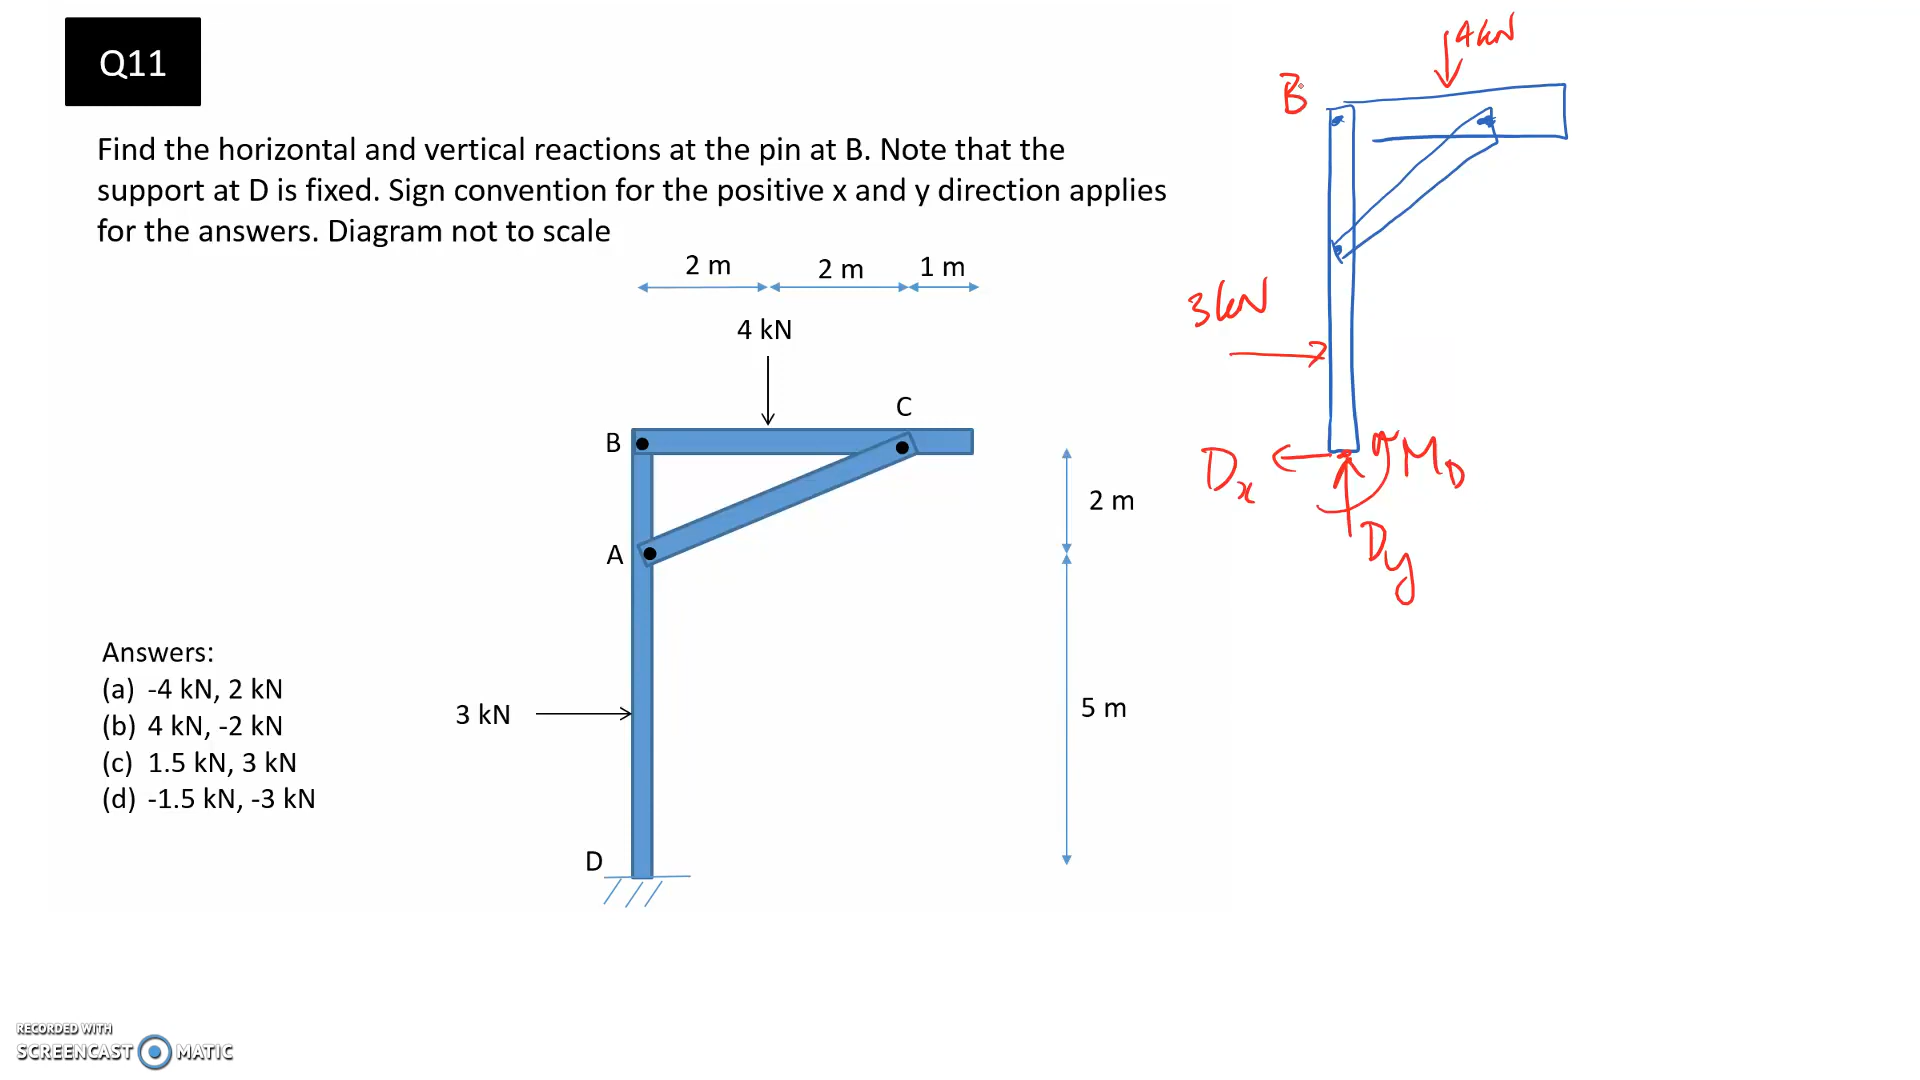 Q11
Find the horizontal and vertical reactions at the pin at B. Note that the
support at D is fixed. Sign convention for the positive x and y direction applies
for the answers. Diagram not to scale
2 m
2 m
1 m
4 kN
C
B
2 m
A
Answers:
(a) -4 kN, 2 kN
(b) 4 kN, -2 kN
(c) 1.5 kN, 3 kN
(d) -1.5 kN, -3 kN
3 kN
5 m
D
4kN
B
3kN
Dx
MD
Dy
RECORDED WITH
SCREENCAST MATIC